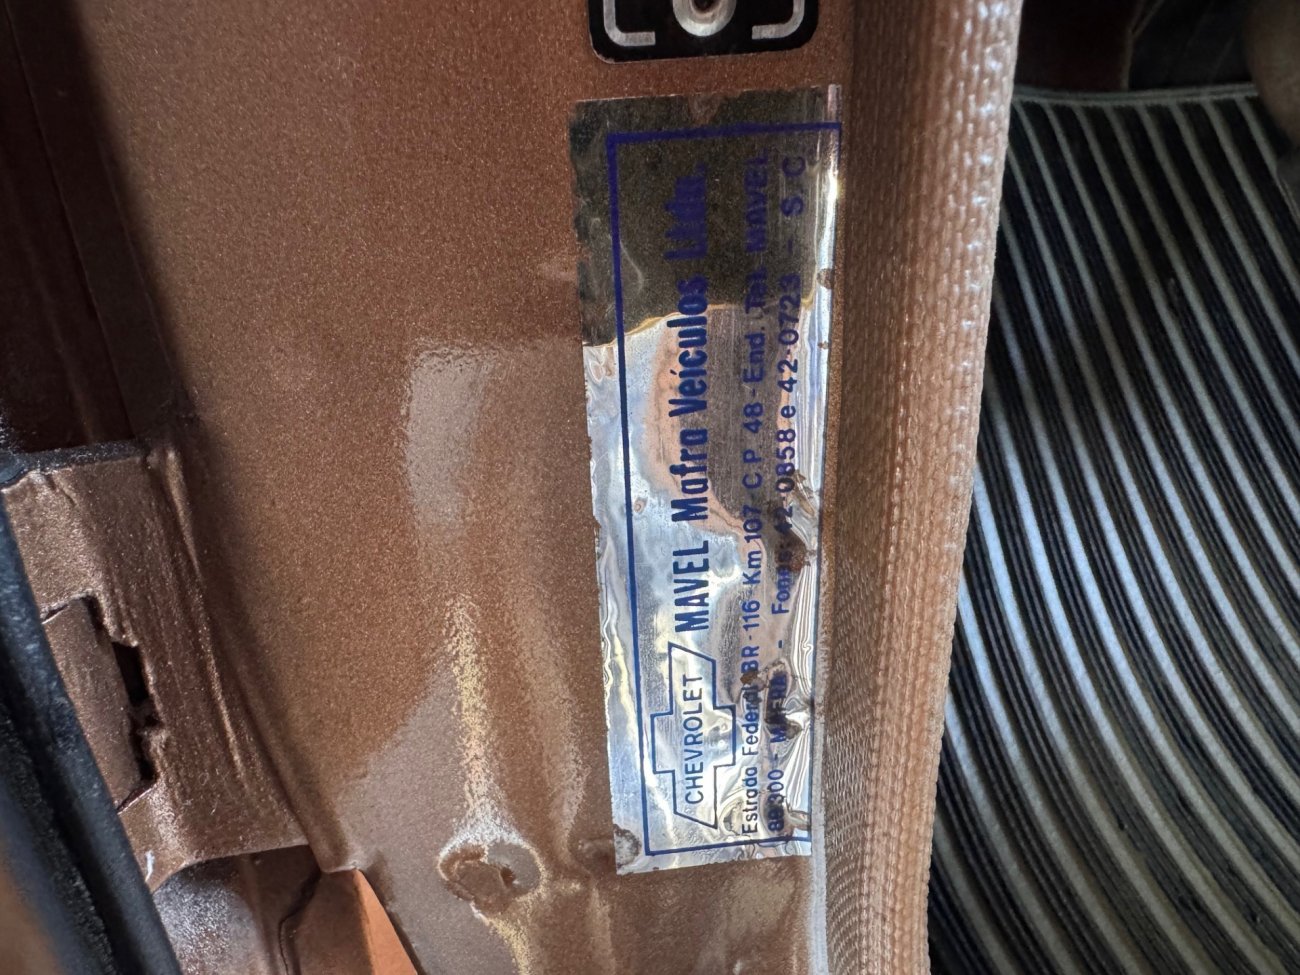 CHEVROLET
MAVEL Mafra Veículos Ltda.
Estrada Federal BR-116-Km 107-C.P. 48-End. Tel. MAVEL
89300 - MAFRA - Fones 42-0858 e 42-0723 - S.C.